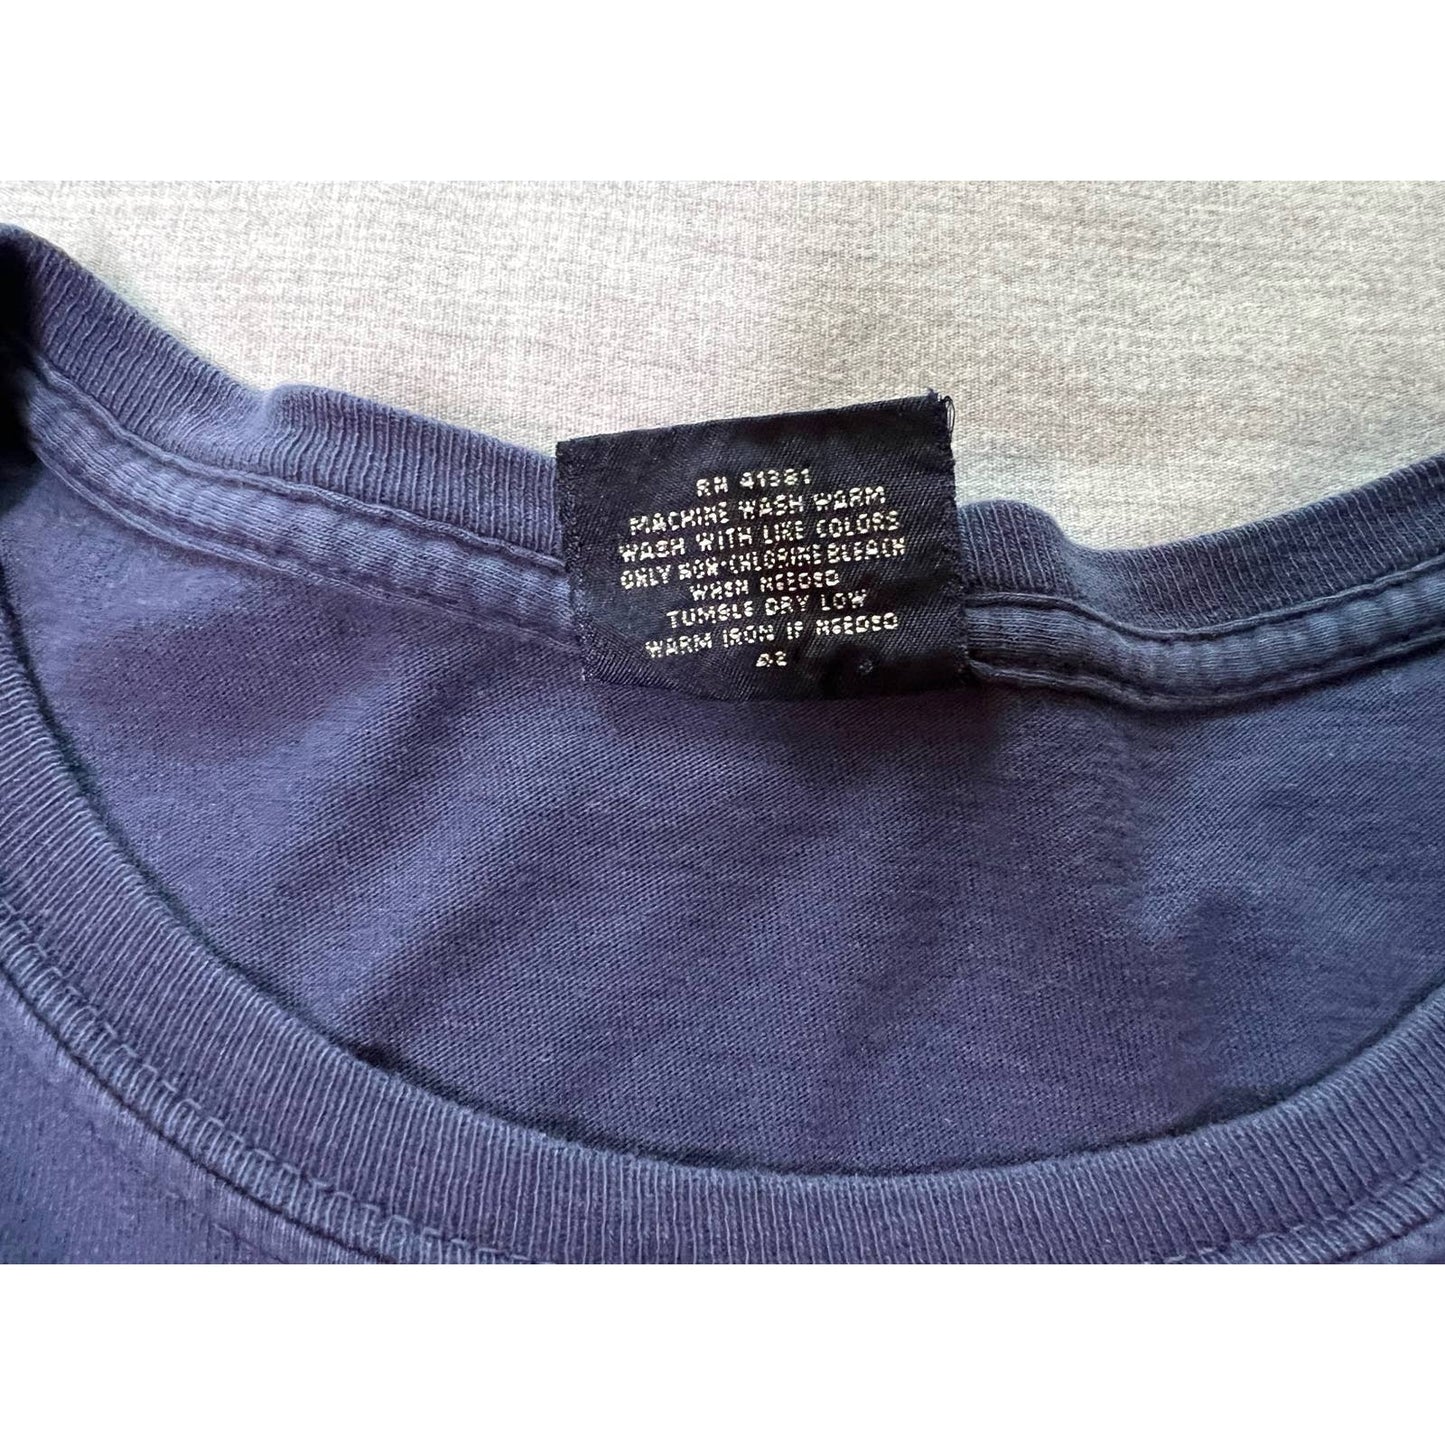 RN 41381
MACHINE WASH WARM
WASH WITH LIKE COLORS
ONLY NON-CHLORINE BLEACH
WHEN NEEDED
TUMBLE DRY LOW
WARM IRON IF NEEDED